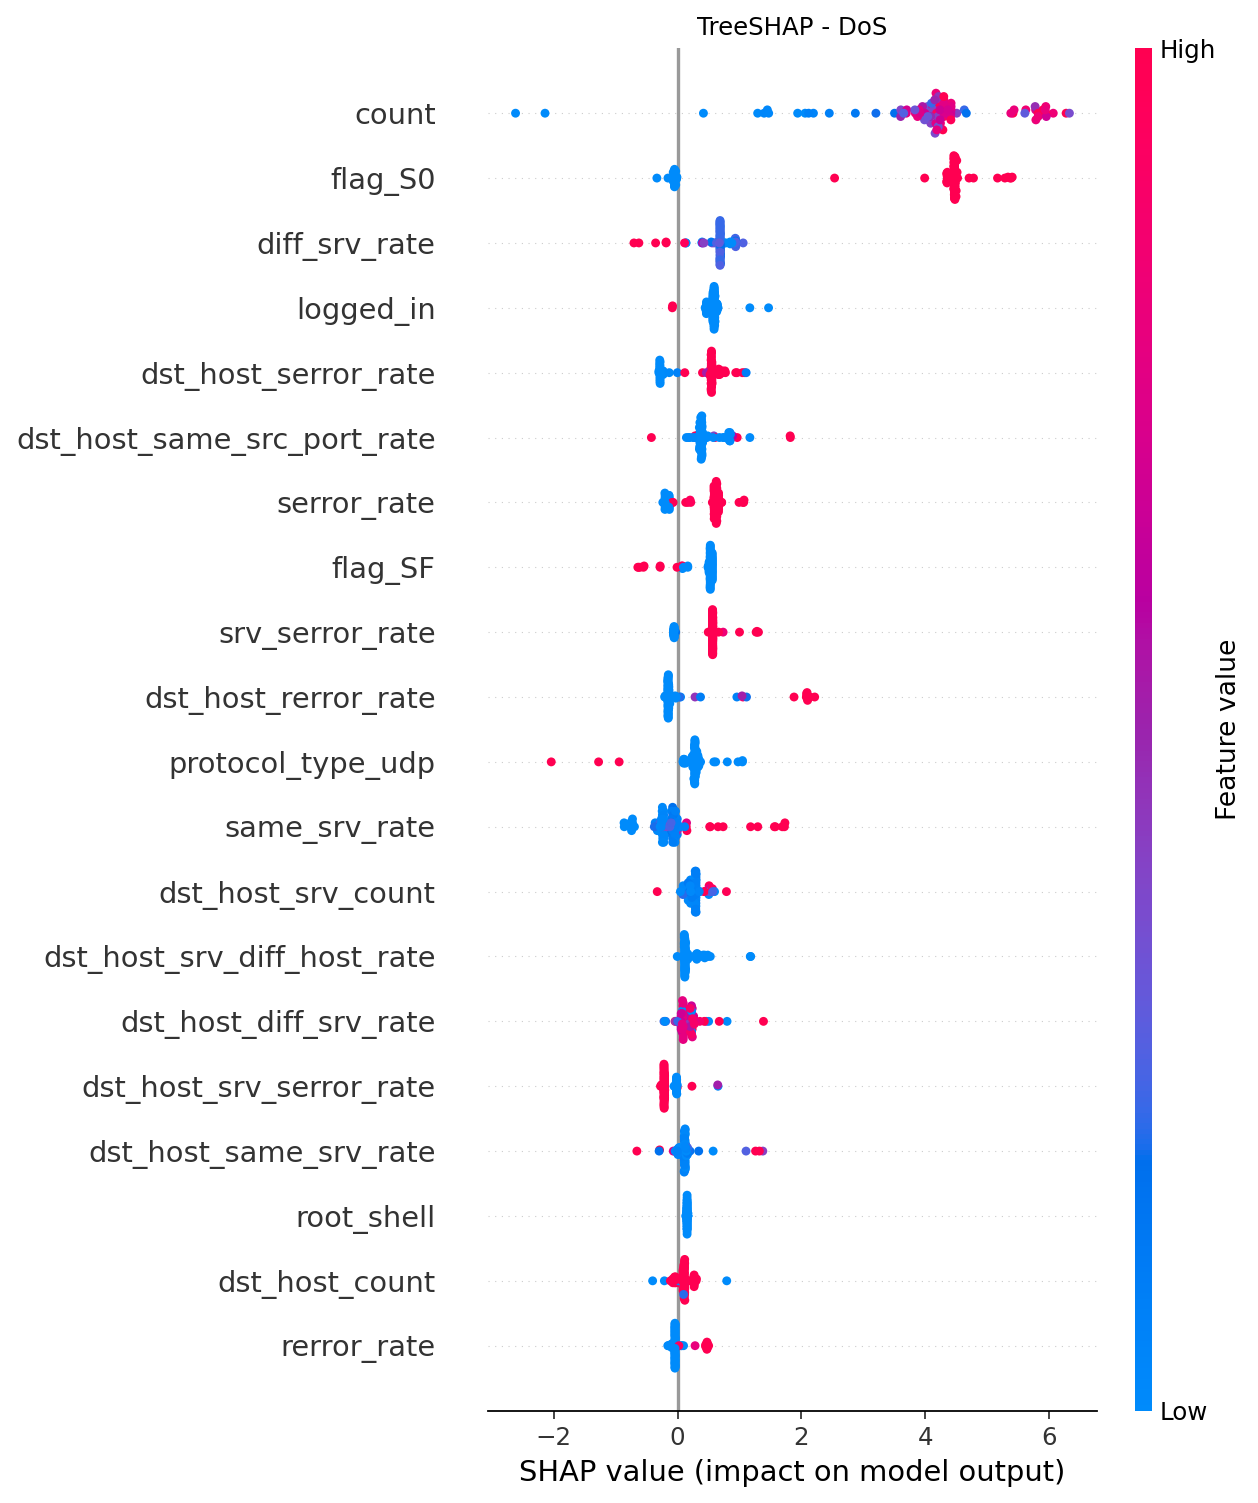 TreeSHAP - DoS
High
count
flag_S0
diff_srv_rate
logged_in
dst_host_serror_rate
dst_host_same_src_port_rate
serror_rate
flag_SF
srv_serror_rate
dst_host_rerror_rate
protocol_type_udp
same_srv_rate
dst_host_srv_count
dst_host_srv_diff_host_rate
dst_host_diff_srv_rate
dst_host_srv_serror_rate
dst_host_same_srv_rate
root_shell
dst_host_count
rerror_rate
Feature value
Low
−2 0 2 4 6
SHAP value (impact on model output)